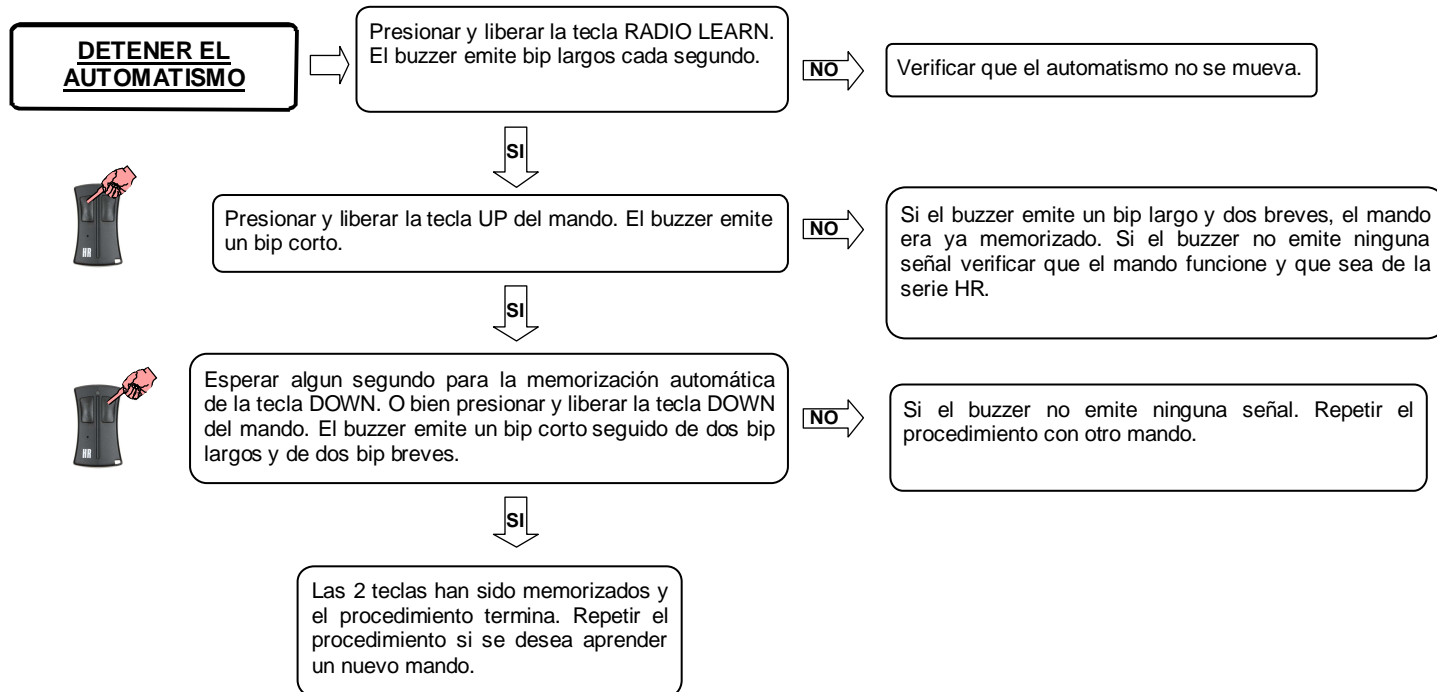 DETENER EL
AUTOMATISMO
Presionar y liberar la tecla RADIO LEARN.
El buzzer emite bip largos cada segundo.
NO
Verificar que el automatismo no se mueva.
SI
HR
Presionar y liberar la tecla UP del mando. El buzzer emite
un bip corto.
NO
Si el buzzer emite un bip largo y dos breves, el mando
era ya memorizado. Si el buzzer no emite ninguna
señal verificar que el mando funcione y que sea de la
serie HR.
SI
HR
Esperar algun segundo para la memorización automática
de la tecla DOWN. O bien presionar y liberar la tecla DOWN
del mando. El buzzer emite un bip corto seguido de dos bip
largos y de dos bip breves.
NO
Si el buzzer no emite ninguna señal. Repetir el
procedimiento con otro mando.
SI
Las 2 teclas han sido memorizados y
el procedimiento termina. Repetir el
procedimiento si se desea aprender
un nuevo mando.